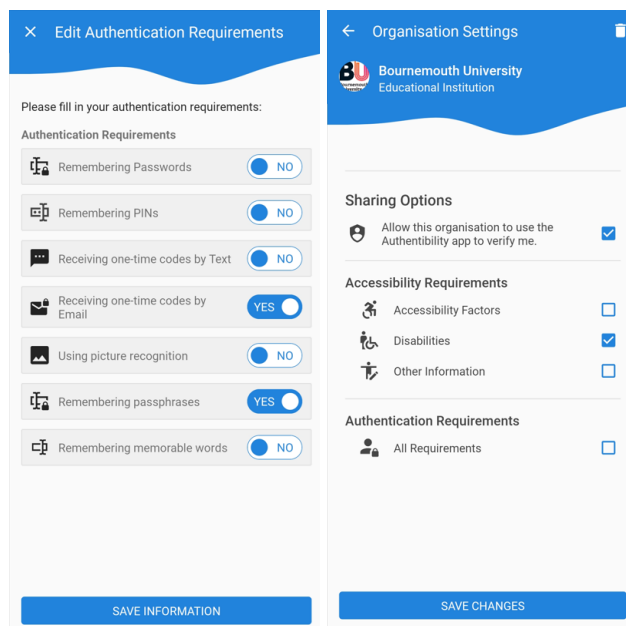 Edit Authentication Requirements
Please fill in your authentication requirements:
Authentication Requirements
Remembering Passwords
NO
Remembering PINs
NO
Receiving one-time codes by Text
NO
Receiving one-time codes by
Email
YES
Using picture recognition
NO
Remembering passphrases
YES
Remembering memorable words
NO
SAVE INFORMATION
Organisation Settings
BU
Bournemouth University
Educational Institution
Sharing Options
Allow this organisation to use the
Authentibility app to verify me.
Accessibility Requirements
Accessibility Factors
Disabilities
Other Information
Authentication Requirements
All Requirements
SAVE CHANGES